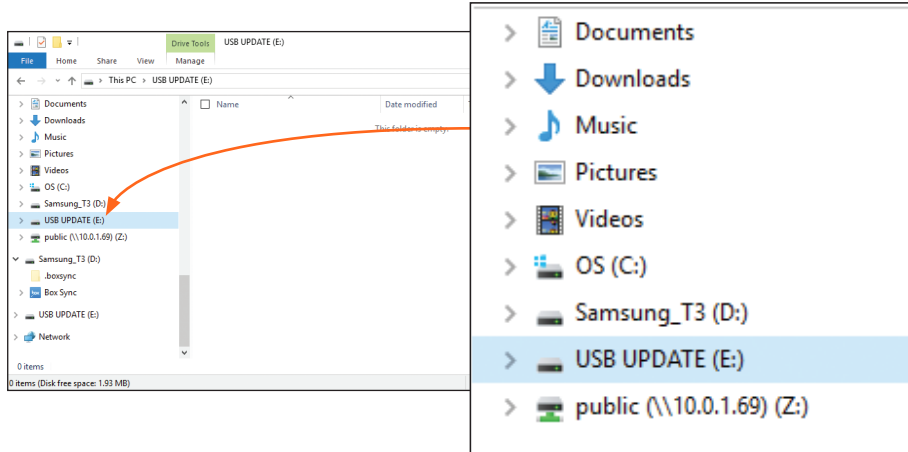 Drive Tools USB UPDATE (E:)
File Home Share View Manage
This PC > USB UPDATE (E:)
Documents
Downloads
Music
Pictures
Videos
OS (C:)
Samsung_T3 (D:)
USB UPDATE (E:)
public (\\10.0.1.69) (Z:)
Samsung_T3 (D:)
.boxsync
Box Sync
USB UPDATE (E:)
Network
Name Date modified
This folder is empty.
0 items
0 items (Disk free space: 1.93 MB)
Documents
Downloads
Music
Pictures
Videos
OS (C:)
Samsung_T3 (D:)
USB UPDATE (E:)
public (\\10.0.1.69) (Z:)